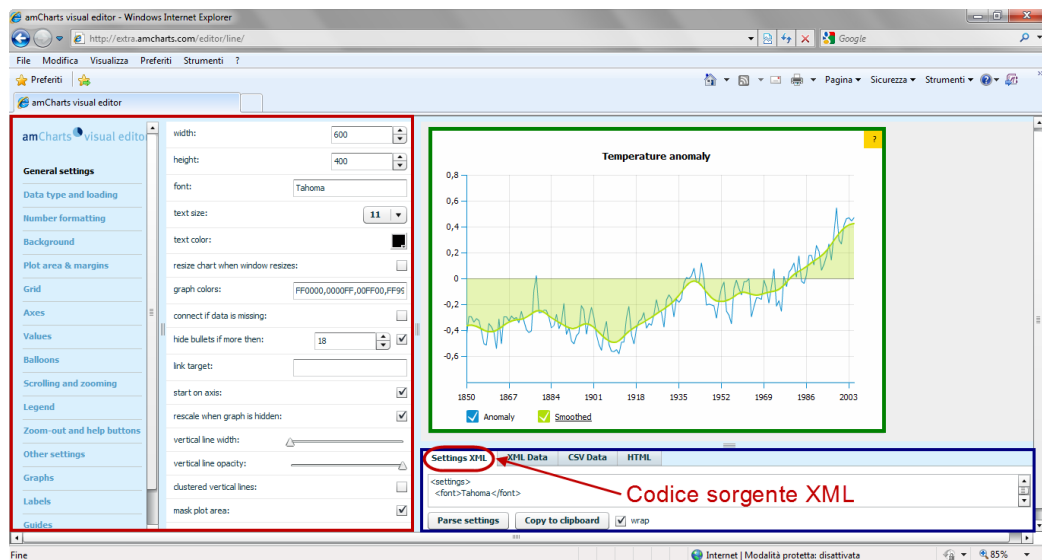 amCharts visual editor - Windows Internet Explorer
http://extra.amcharts.com/editor/line/
Google
File Modifica Visualizza Preferiti Strumenti ?
Preferiti
Pagina Sicurezza Strumenti
amCharts visual editor
amCharts visual edito
General settings
Data type and loading
Number formatting
Background
Plot area & margins
Grid
Axes
Values
Balloons
Scrolling and zooming
Legend
Zoom-out and help buttons
Other settings
Graphs
Labels
Guides
width: 600
height: 400
font: Tahoma
text size: 11
text color:
resize chart when window resizes:
graph colors: FF0000,0000FF,00FF00,FF99
connect if data is missing:
hide bullets if more then: 18
link target:
start on axis:
rescale when graph is hidden:
vertical line width:
vertical line opacity:
clustered vertical lines:
mask plot area:
?
Temperature anomaly
0,8
0,6
0,4
0,2
0
-0,2
-0,4
-0,6
1850 1867 1884 1901 1918 1935 1952 1969 1986 2003
Anomaly Smoothed
Settings XML XML Data CSV Data HTML
<settings>
<font>Tahoma</font>
Codice sorgente XML
Parse settings Copy to clipboard wrap
Fine
Internet | Modalità protetta: disattivata
85%